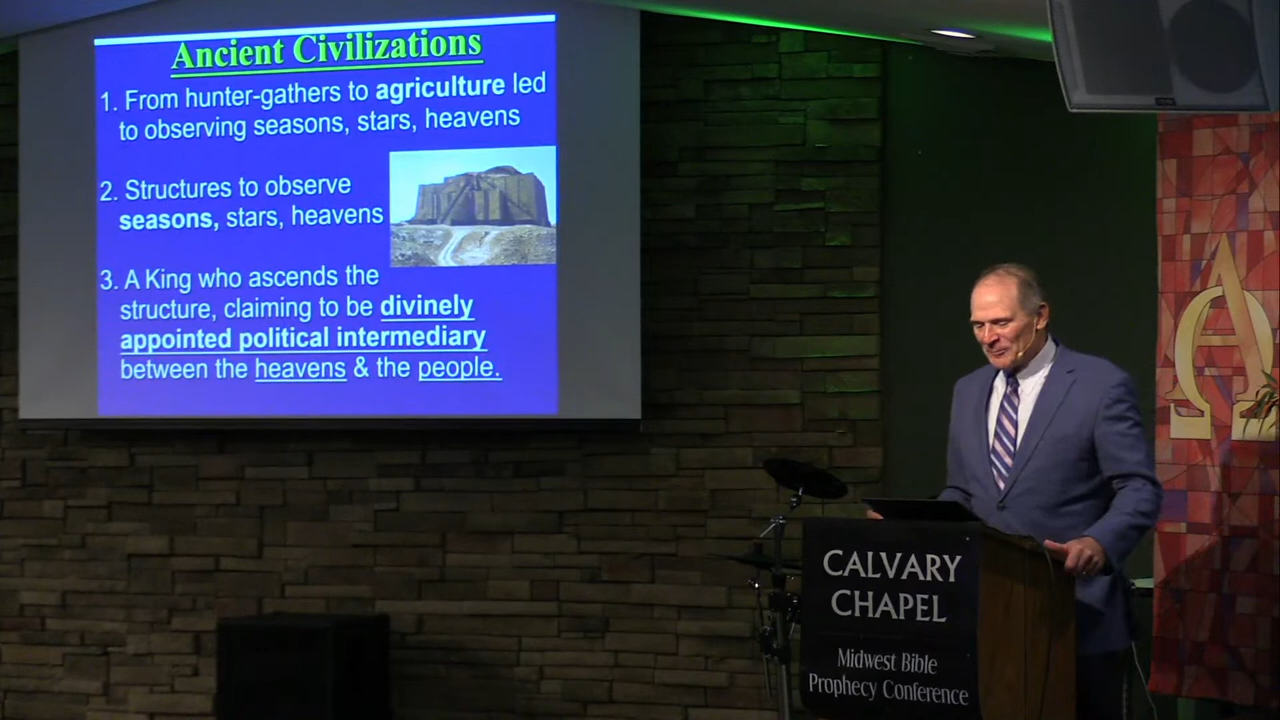 Ancient Civilizations
1. From hunter-gathers to agriculture led
to observing seasons, stars, heavens
2. Structures to observe
seasons, stars, heavens
3. A King who ascends the
structure, claiming to be divinely
appointed political intermediary
between the heavens & the people.
CALVARY
CHAPEL
Midwest Bible
Prophecy Conference
ΑΩ